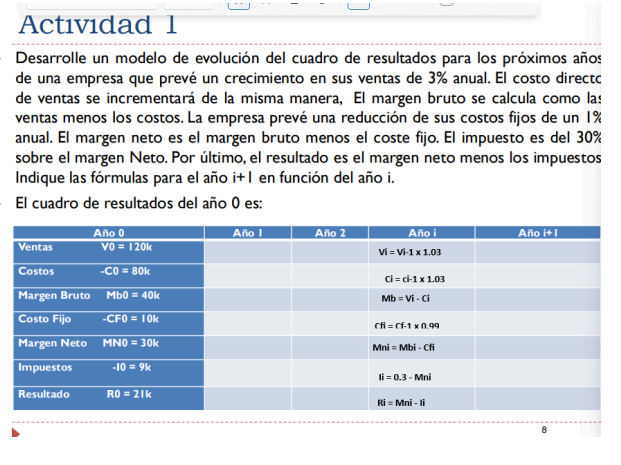 Actividad 1
Desarrolle un modelo de evolución del cuadro de resultados para los próximos años
de una empresa que prevé un crecimiento en sus ventas de 3% anual. El costo directo
de ventas se incrementará de la misma manera, El margen bruto se calcula como las
ventas menos los costos. La empresa prevé una reducción de sus costos fijos de un 1%
anual. El margen neto es el margen bruto menos el coste fijo. El impuesto es del 30%
sobre el margen Neto. Por último, el resultado es el margen neto menos los impuestos
Indique las fórmulas para el año i+1 en función del año i.
El cuadro de resultados del año 0 es:
Año 0 Año 1 Año 2 Año i Año i+1
Ventas V0 = 120k Vi = Vi-1 x 1.03
Costos -C0 = 80k Ci = ci-1 x 1.03
Margen Bruto Mb0 = 40k Mb = Vi - Ci
Costo Fijo -CF0 = 10k Cfi = Cf-1 x 0.99
Margen Neto MN0 = 30k Mni = Mbi - Cfi
Impuestos -I0 = 9k Ii = 0.3 - Mni
Resultado R0 = 21k Ri = Mni - Ii
8